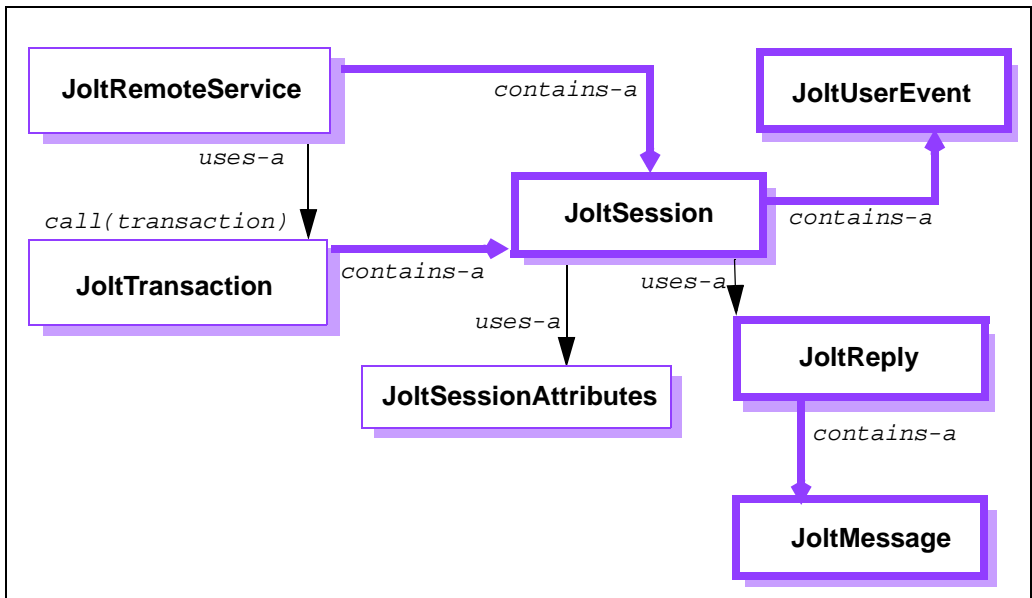 JoltRemoteService
contains-a
JoltUserEvent
uses-a
JoltSession
call(transaction)
contains-a
JoltTransaction
contains-a
uses-a
uses-a
JoltReply
JoltSessionAttributes
contains-a
JoltMessage